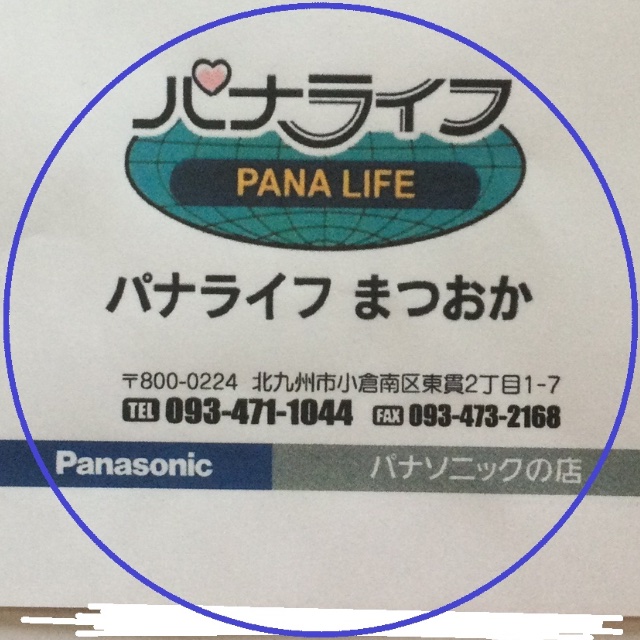 パナライフ
PANA LIFE
パナライフ まつおか
〒800-0224 北九州市小倉南区東貫2丁目1-7
TEL 093-471-1044 FAX 093-473-2168
Panasonic パナソニックの店